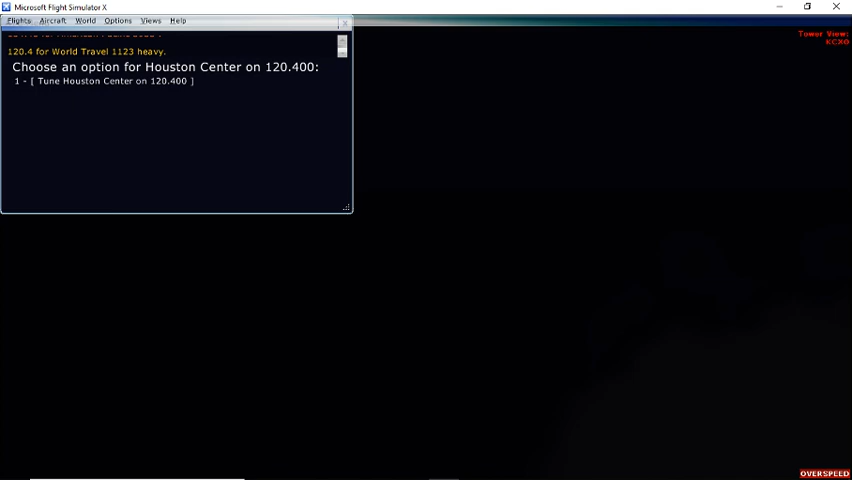 Microsoft Flight Simulator X
Flights Aircraft World Options Views Help
Tower View:
KCXO
120.4 for World Travel 1123 heavy.
Choose an option for Houston Center on 120.400:
1 - [ Tune Houston Center on 120.400 ]
OVERSPEED